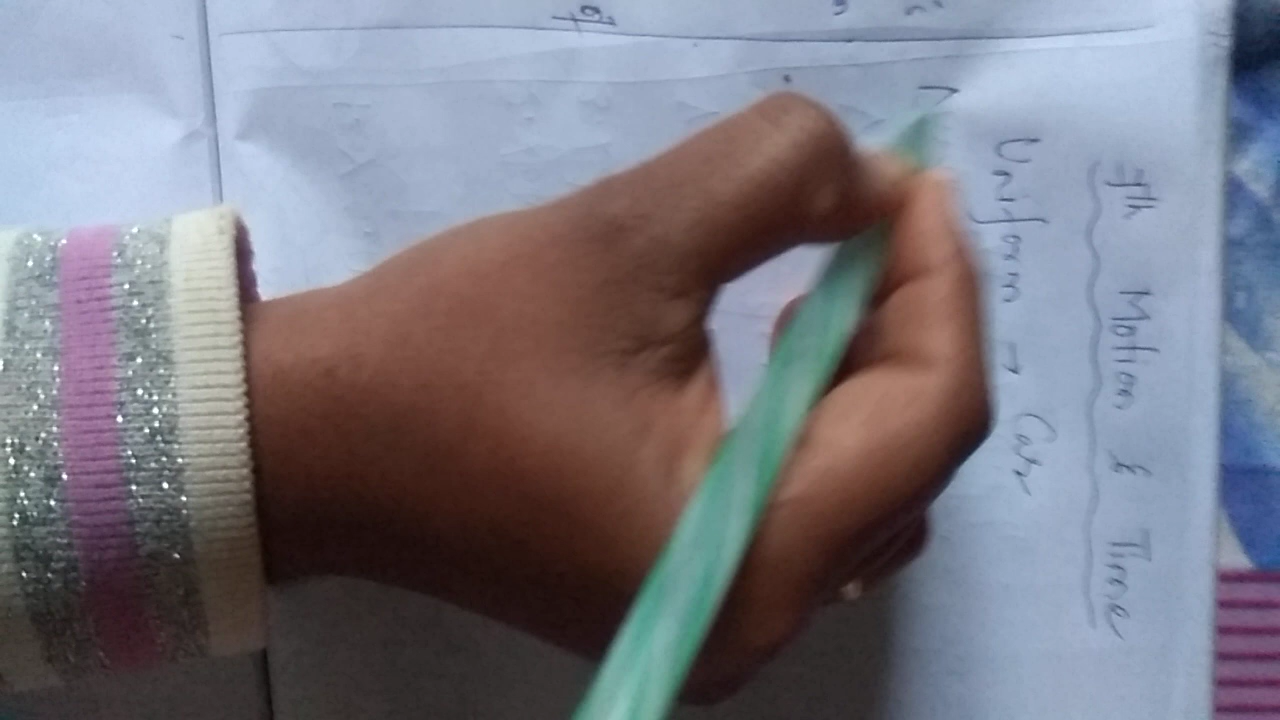 7th Motion & Time
Uniform → Car